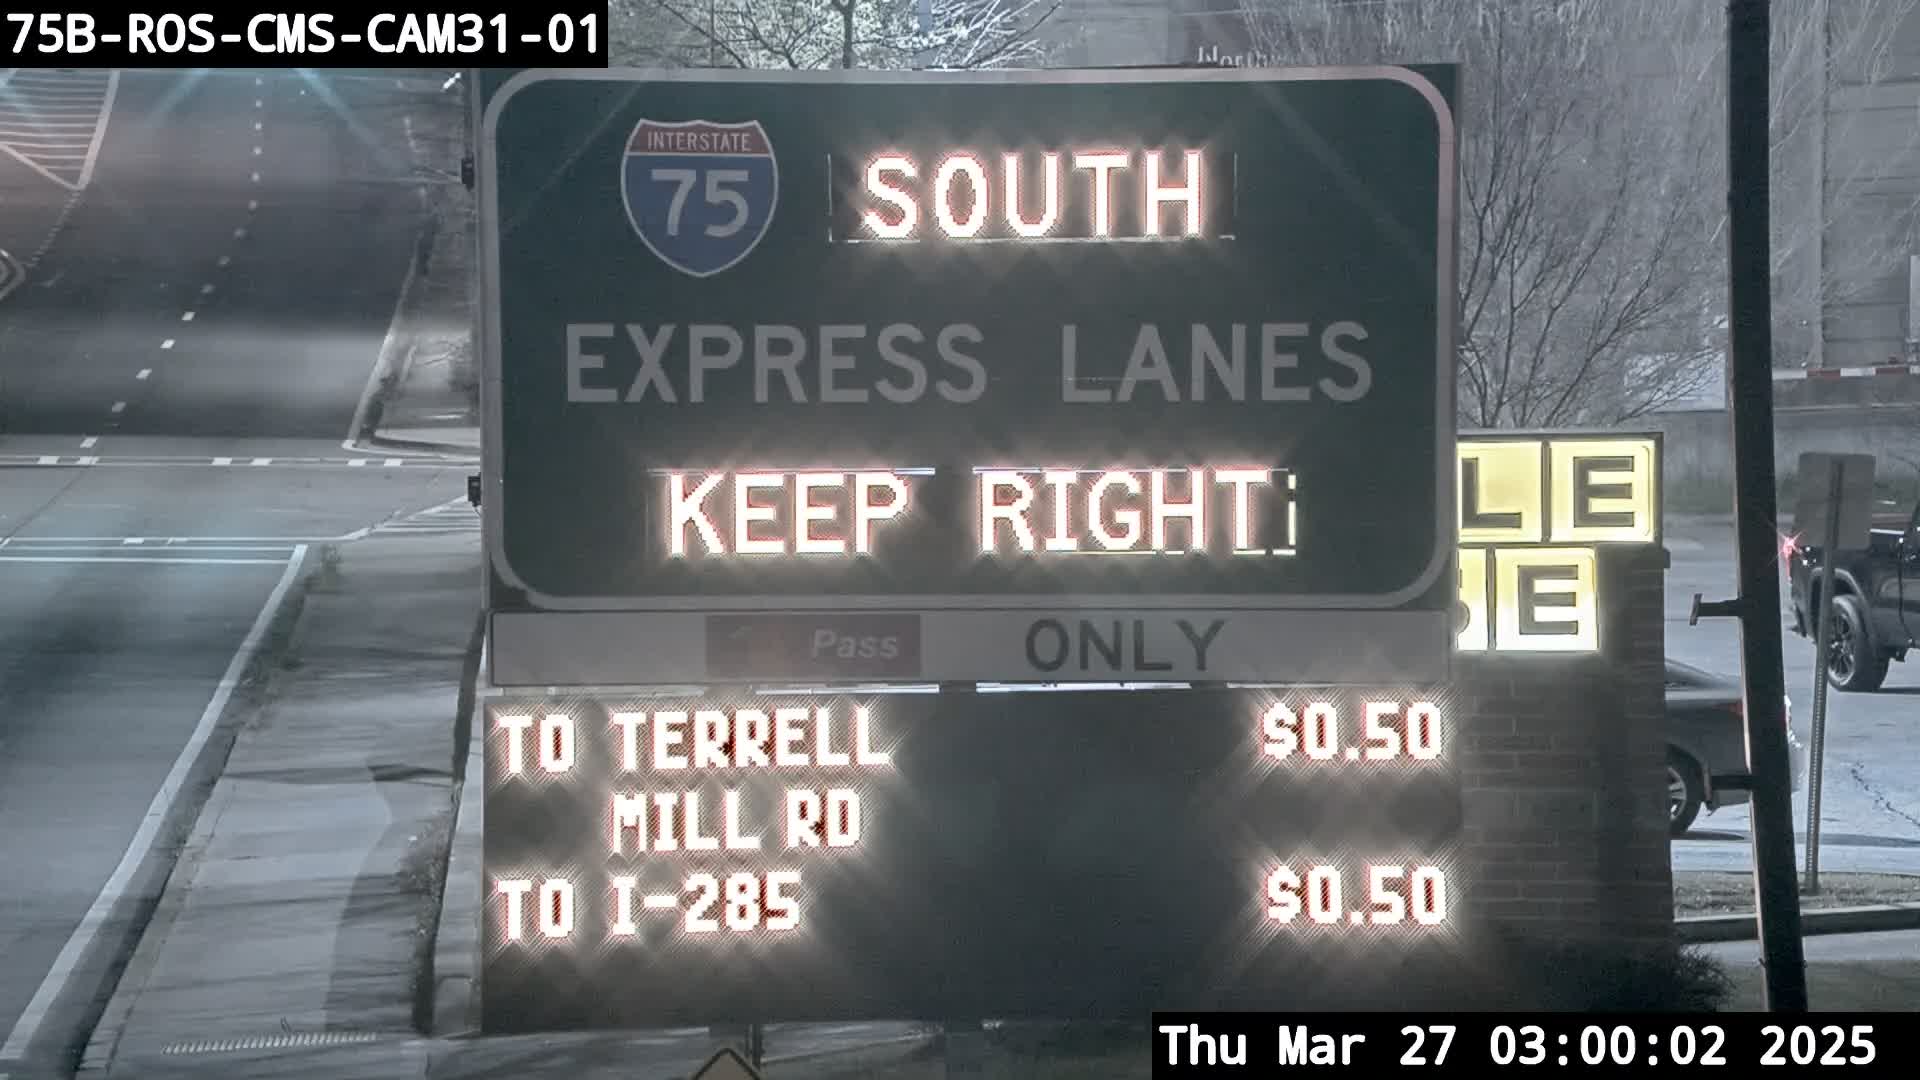 75B-ROS-CMS-CAM31-01
INTERSTATE
75
SOUTH
EXPRESS LANES
KEEP RIGHT
Pass ONLY
TO TERRELL $0.50
MILL RD
TO I-285 $0.50
LE
E
Thu Mar 27 03:00:02 2025